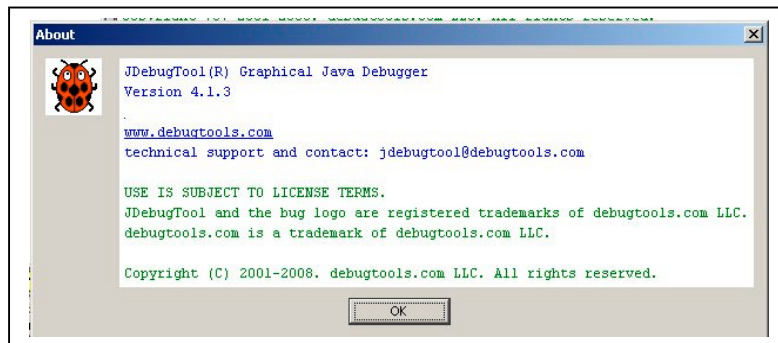 About
JDebugTool(R) Graphical Java Debugger
Version 4.1.3
.
www.debugtools.com
technical support and contact: jdebugtool@debugtools.com
USE IS SUBJECT TO LICENSE TERMS.
JDebugTool and the bug logo are registered trademarks of debugtools.com LLC.
debugtools.com is a trademark of debugtools.com LLC.
Copyright (C) 2001-2008. debugtools.com LLC. All rights reserved.
OK